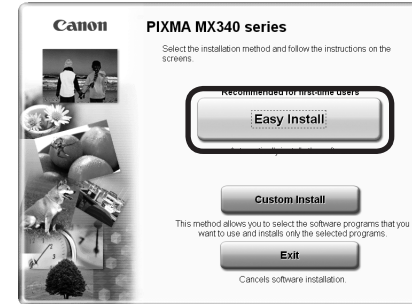 Canon
PIXMA MX340 series
Select the installation method and follow the instructions on the
screens.
Recommended for first-time users
Easy Install
Custom Install
This method allows you to select the software programs that you
want to use and installs only the selected programs.
Exit
Cancels software installation.